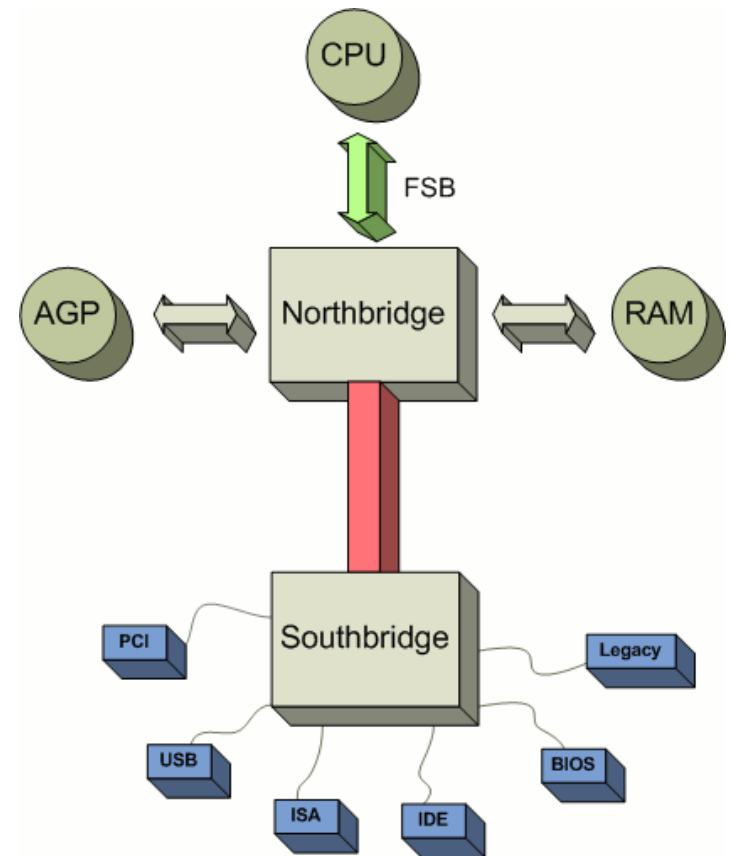 CPU
FSB
AGP
Northbridge
RAM
Southbridge
PCI
Legacy
USB
BIOS
ISA
IDE